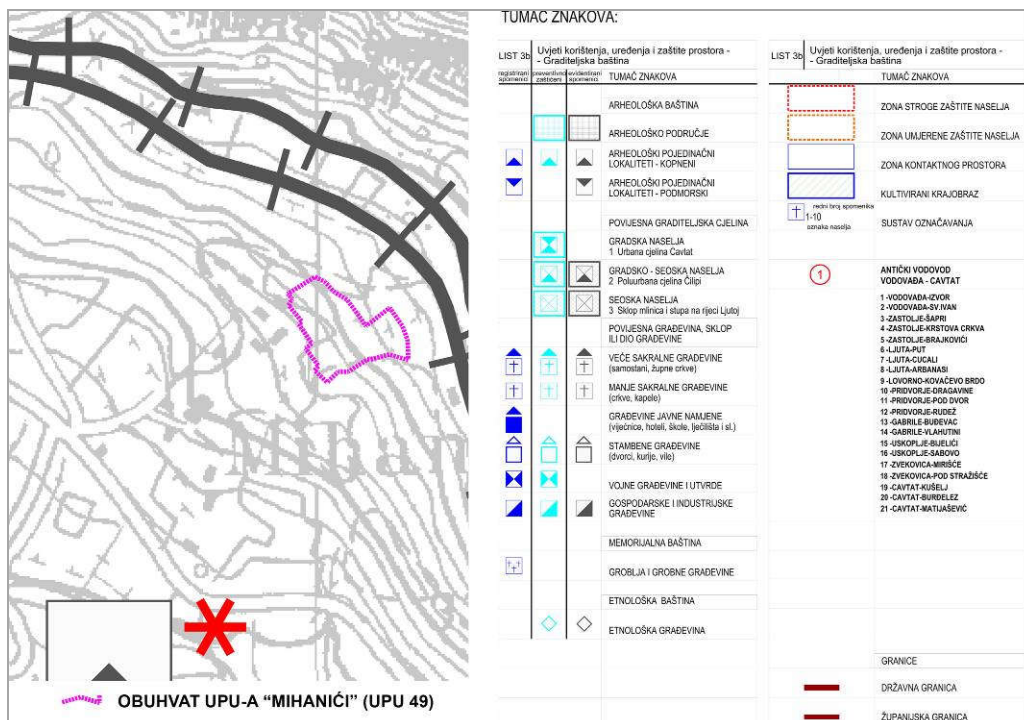 TUMAČ ZNAKOVA:
LIST 3b
Uvjeti korištenja, uređenja i zaštite prostora -
- Graditeljska baština
registrirani spomenici
preventivno zaštićeni
evidentirani spomenici
TUMAČ ZNAKOVA
ARHEOLOŠKA BAŠTINA
ARHEOLOŠKO PODRUČJE
ARHEOLOŠKI POJEDINAČNI
LOKALITETI - KOPNENI
ARHEOLOŠKI POJEDINAČNI
LOKALITETI - PODMORSKI
POVIJESNA GRADITELJSKA CJELINA
GRADSKA NASELJA
1 Urbana cjelina Cavtat
GRADSKO - SEOSKA NASELJA
2 Poluurbana cjelina Čilipi
SEOSKA NASELJA
3 Sklop mlinica i stupa na rijeci Ljutoj
POVIJESNA GRAĐEVINA, SKLOP
ILI DIO GRAĐEVINE
VEĆE SAKRALNE GRAĐEVINE
(samostani, župne crkve)
MANJE SAKRALNE GRAĐEVINE
(crkve, kapele)
GRAĐEVINE JAVNE NAMJENE
(vijećnice, hoteli, škole, lječilišta i sl.)
STAMBENE GRAĐEVINE
(dvorci, kurije, vile)
VOJNE GRAĐEVINE I UTVRDE
GOSPODARSKE I INDUSTRIJSKE
GRAĐEVINE
MEMORIJALNA BAŠTINA
GROBLJA I GROBNE GRAĐEVINE
ETNOLOŠKA BAŠTINA
ETNOLOŠKA GRAĐEVINA
LIST 3b
Uvjeti korištenja, uređenja i zaštite prostora -
- Graditeljska baština
TUMAČ ZNAKOVA
ZONA STROGE ZAŠTITE NASELJA
ZONA UMJERENE ZAŠTITE NASELJA
ZONA KONTAKTNOG PROSTORA
KULTIVIRANI KRAJOBRAZ
redni broj spomenika
1-10
oznaka naselja
SUSTAV OZNAČAVANJA
1
ANTIČKI VODOVOD
VODOVAĐA - CAVTAT
1 -VODOVAĐA-IZVOR
2 -VODOVAĐA-SV.IVAN
3 -ZASTOLJE-ŠAPRI
4 -ZASTOLJE-KRSTOVA CRKVA
5 -ZASTOLJE-BRAJKOVIĆI
6 -LJUTA-PUT
7 -LJUTA-CUCALI
8 -LJUTA-ARBANASI
9 -LOVORNO-KOVAČEVO BRDO
10 -PRIDVORJE-DRAGAVINE
11 -PRIDVORJE-POD DVOR
12 -PRIDVORJE-RUDEŽ
13 -GABRILE-BUĐEVAC
14 -GABRILE-VLAHUTINI
15 -USKOPLJE-BIJELIĆI
16 -USKOPLJE-SABOVO
17 -ZVEKOVICA-MIRIŠĆE
18 -ZVEKOVICA-POD STRAŽIŠĆE
19 -CAVTAT-KUŠELJ
20 -CAVTAT-BURĐELEZ
21 -CAVTAT-MATIJAŠEVIĆ
GRANICE
DRŽAVNA GRANICA
ŽUPANIJSKA GRANICA
OBUHVAT UPU-A “MIHANIĆI” (UPU 49)